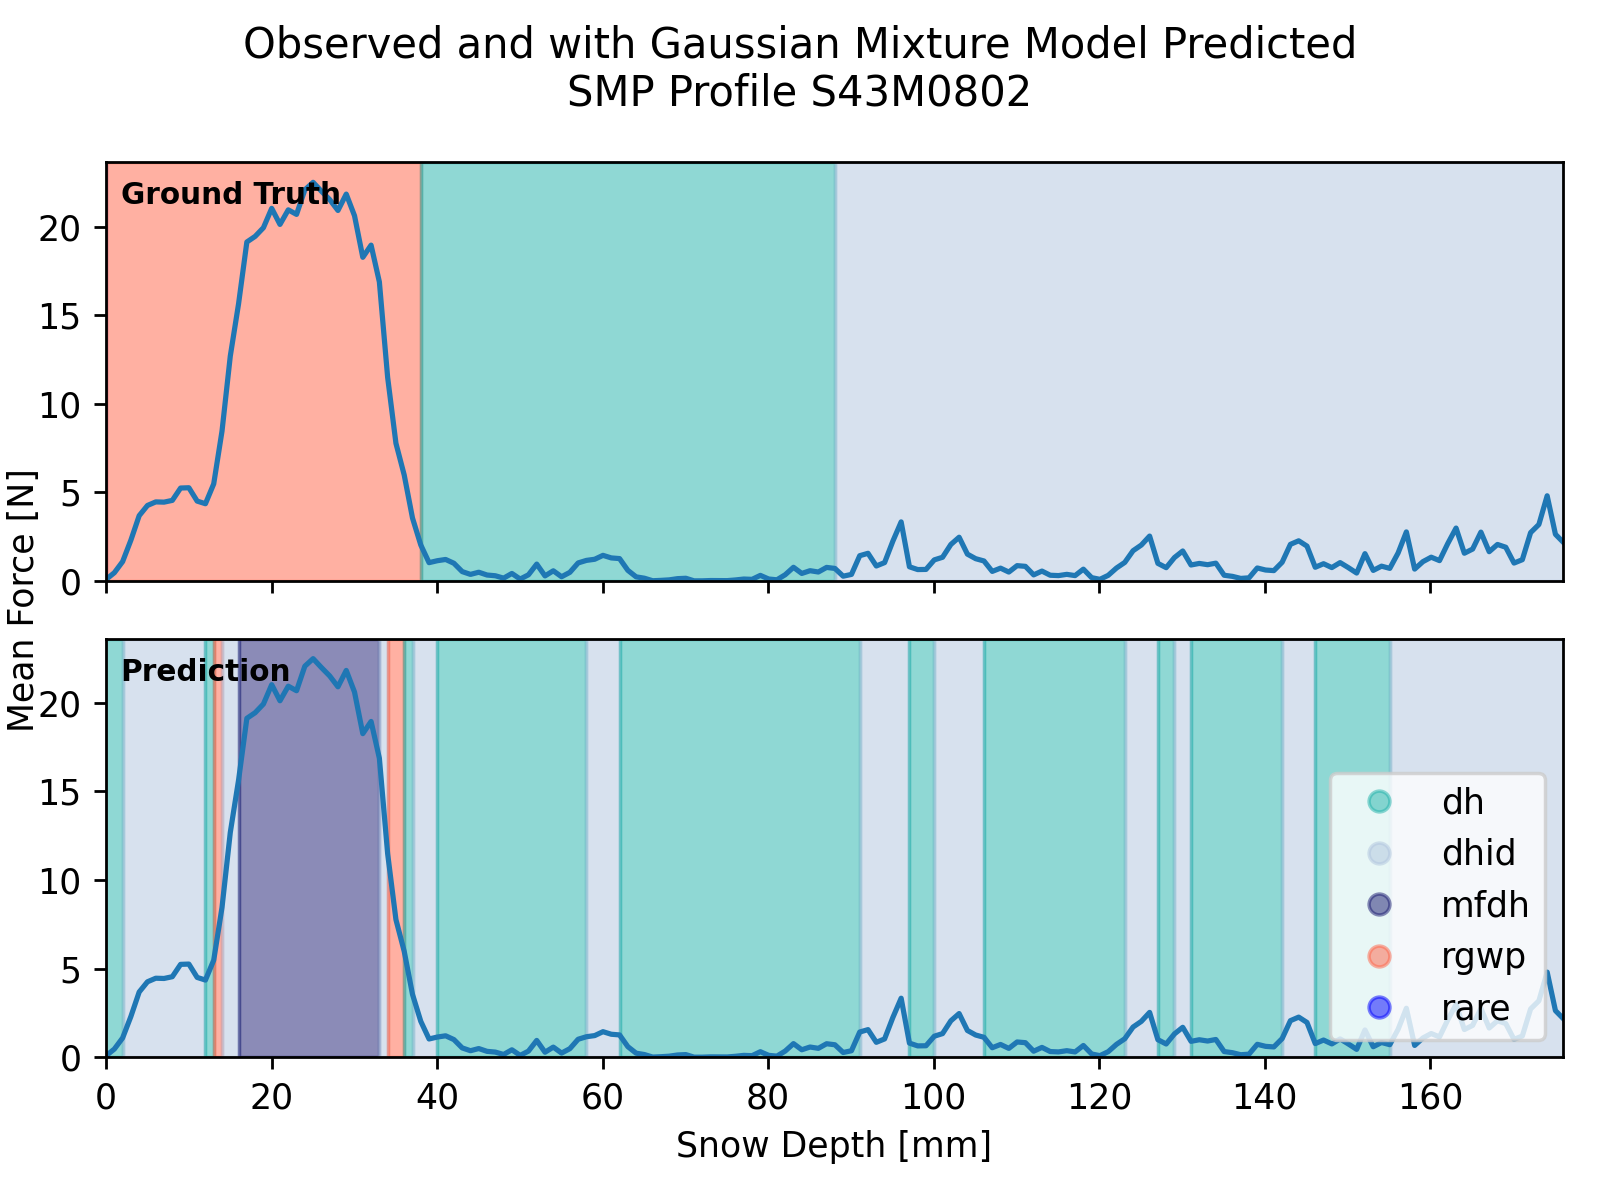 Observed and with Gaussian Mixture Model Predicted
SMP Profile S43M0802
Mean Force [N]
Ground Truth
20
15
10
5
0
Prediction
20
15
10
5
0
dh
dhid
mfdh
rgwp
rare
0 20 40 60 80 100 120 140 160
Snow Depth [mm]